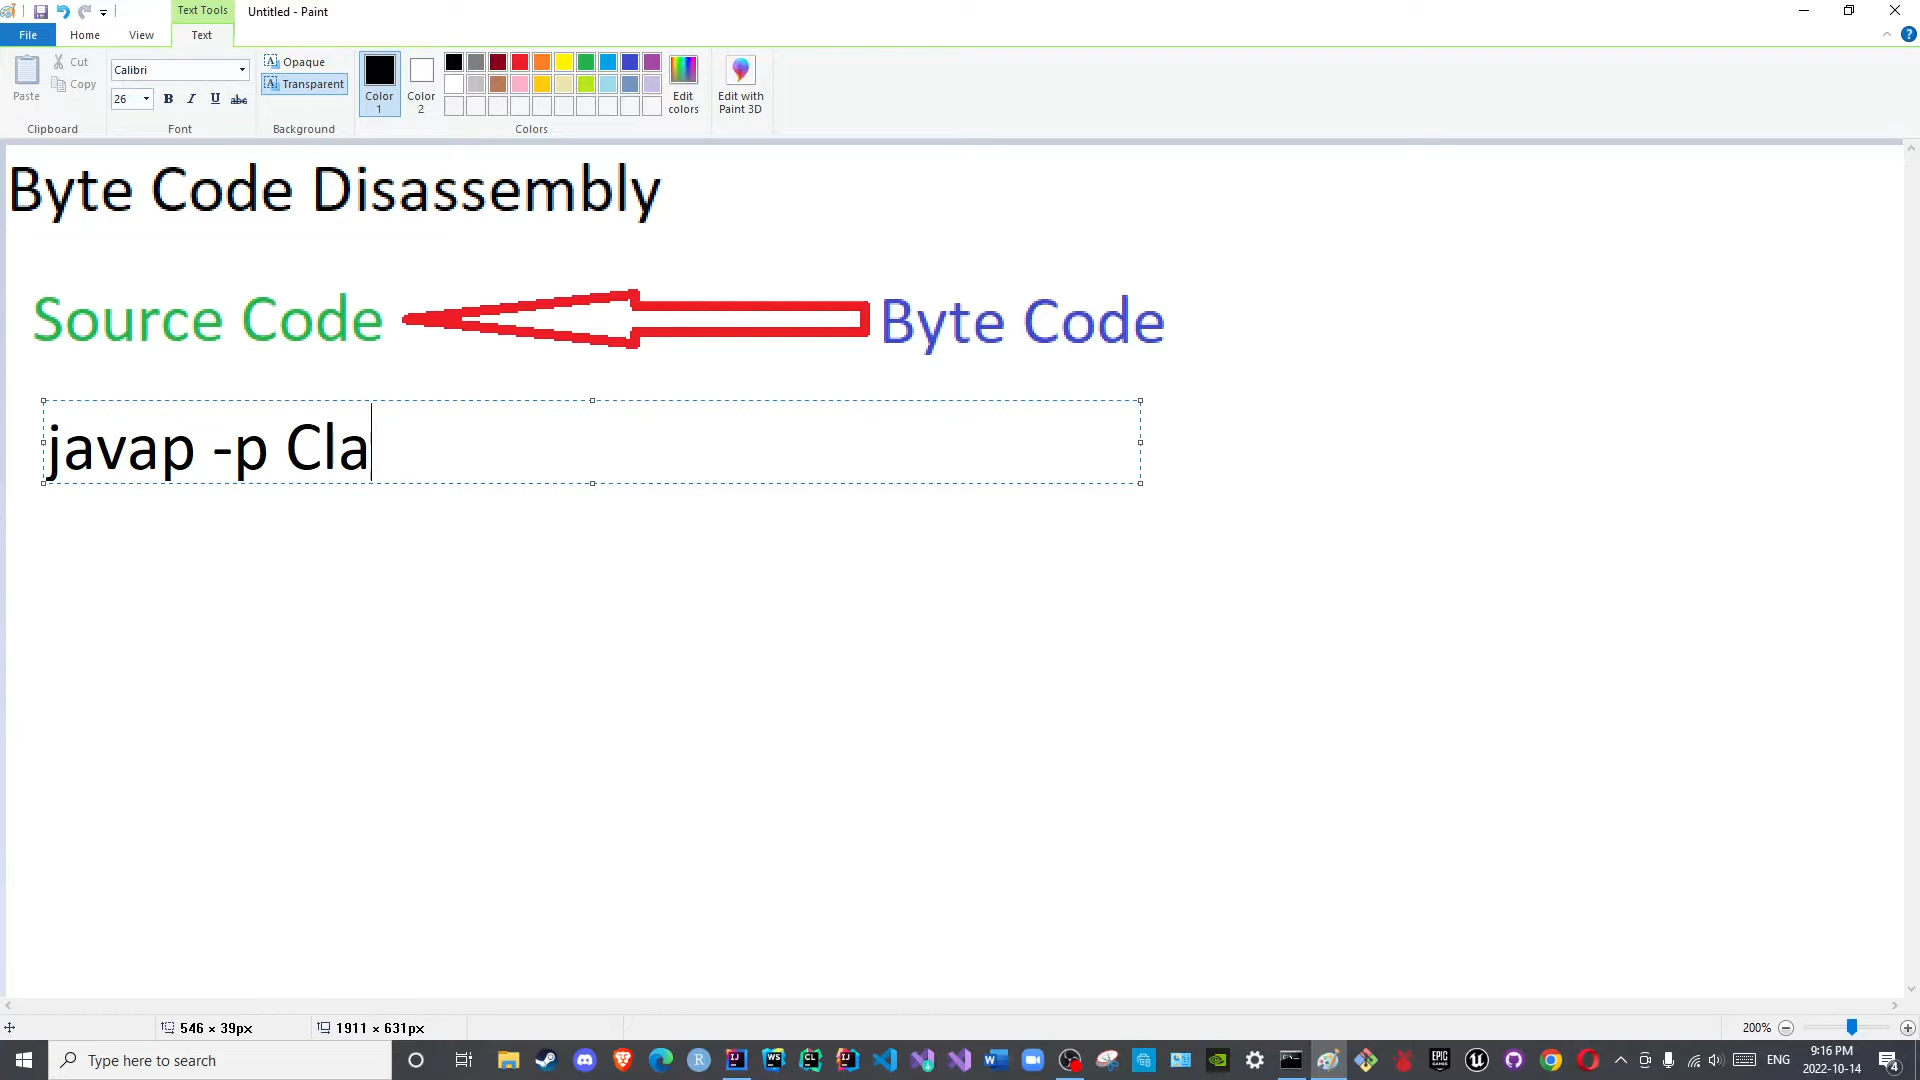 Text Tools
Untitled - Paint
File
Home
View
Text
Paste
Cut
Copy
Clipboard
Calibri
26
B I U abc
Font
Opaque
Transparent
Background
Color
1
Color
2
Colors
Edit
colors
Edit with
Paint 3D
Byte Code Disassembly
Source Code
Byte Code
javap -p Cla
546 × 39px
1911 × 631px
200%
Type here to search
ENG
9:16 PM
2022-10-14
4